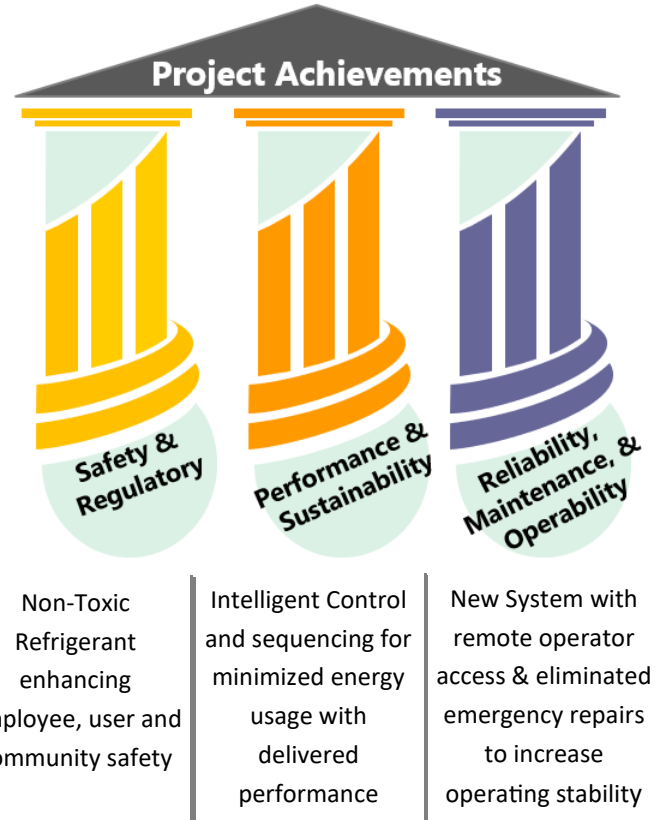 Project Achievements
Safety &
Regulatory
Performance &
Sustainability
Reliability,
Maintenance, &
Operability
Non-Toxic
Refrigerant
enhancing
mployee, user and
ommunity safety
Intelligent Control
and sequencing for
minimized energy
usage with
delivered
performance
New System with
remote operator
access & eliminated
emergency repairs
to increase
operating stability